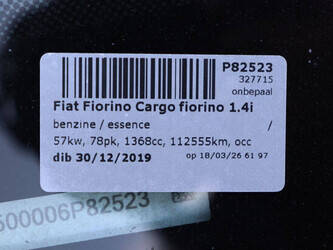 P82523
327715
onbepaal
Fiat Fiorino Cargo fiorino 1.4i
benzine / essence /
57kw, 78pk, 1368cc, 112555km, occ
dib 30/12/2019 op 18/03/26 61 97
500006P82523